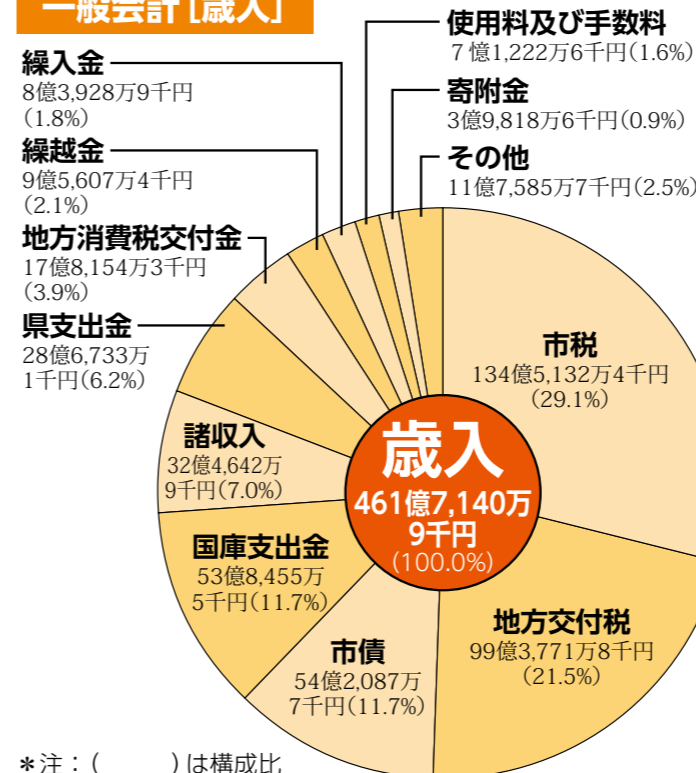 一般会計［歳入］
繰入金
8億3,928万9千円
(1.8%)
繰越金
9億5,607万4千円
(2.1%)
地方消費税交付金
17億8,154万3千円
(3.9%)
県支出金
28億6,733万
1千円(6.2%)
諸収入
32億4,642万
9千円(7.0%)
国庫支出金
53億8,455万
5千円(11.7%)
市債
54億2,087万
7千円(11.7%)
使用料及び手数料
7億1,222万6千円(1.6%)
寄附金
3億9,818万6千円(0.9%)
その他
11億7,585万7千円(2.5%)
市税
134億5,132万4千円
(29.1%)
地方交付税
99億3,771万8千円
(21.5%)
歳入
461億7,140万
9千円
(100.0%)
＊注：(　　　)は構成比